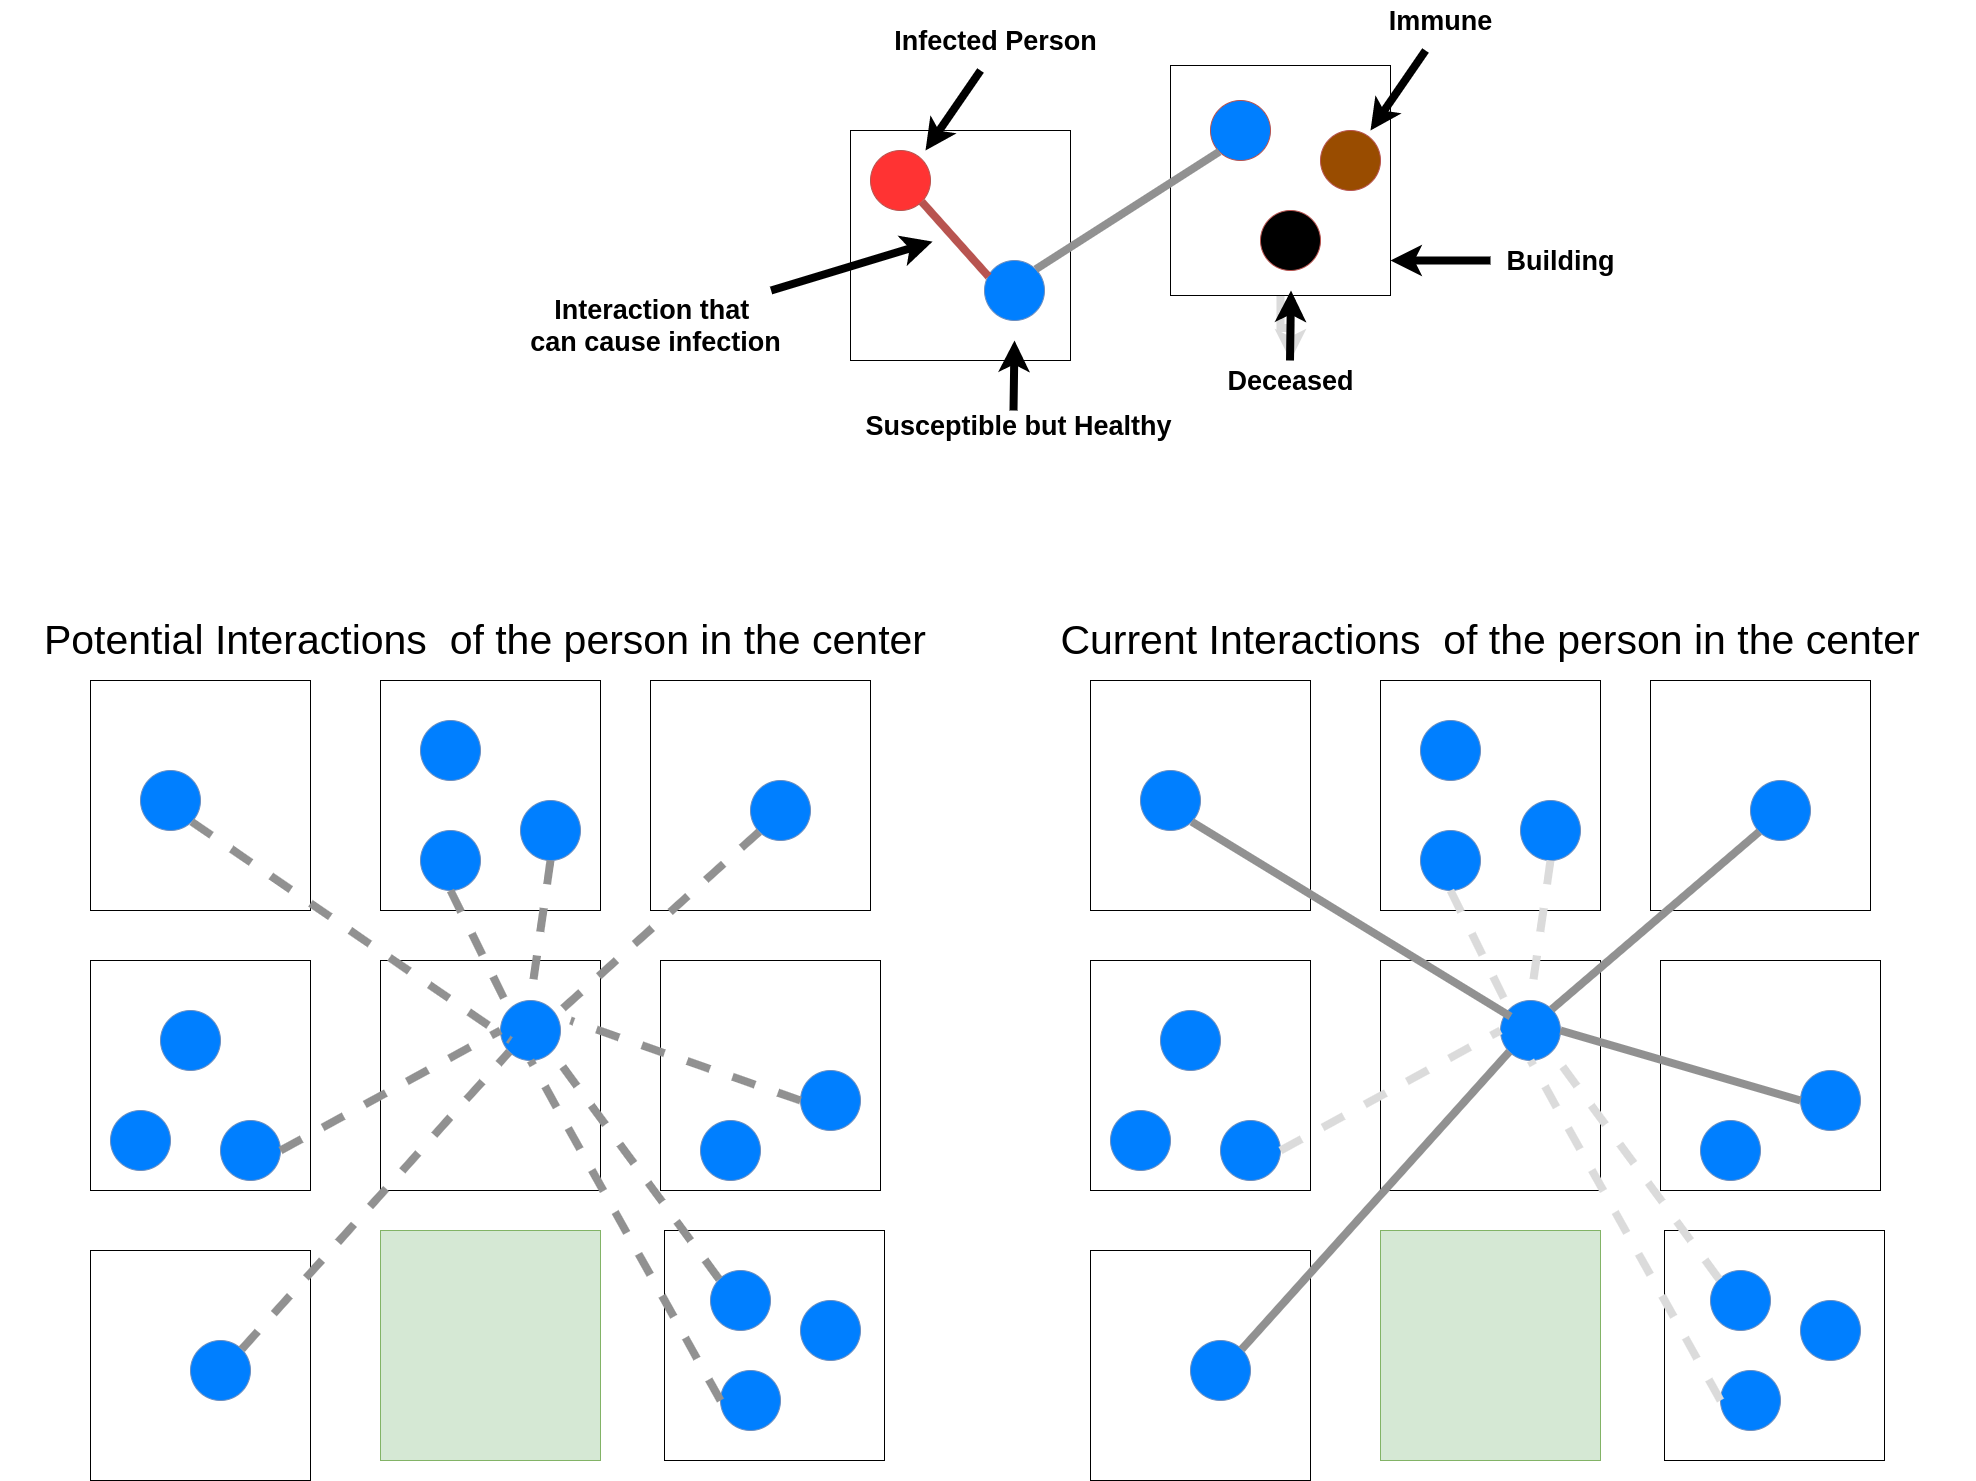 Immune
Infected Person
Building
Interaction that
can cause infection
Deceased
Susceptible but Healthy
Potential Interactions  of the person in the center
Current Interactions  of the person in the center